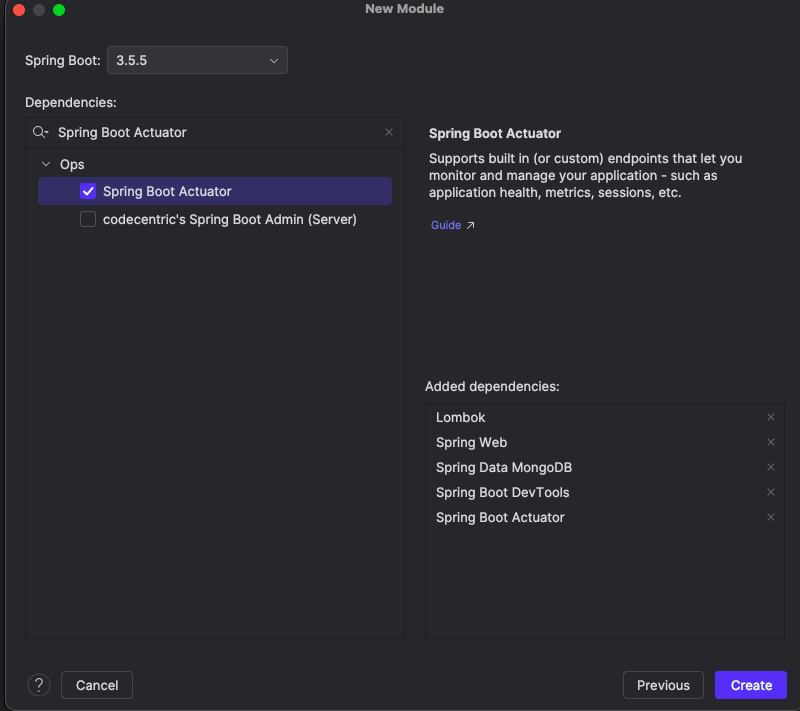 New Module
Spring Boot: 3.5.5
Dependencies:
Spring Boot Actuator
Ops
Spring Boot Actuator
codecentric's Spring Boot Admin (Server)
Spring Boot Actuator
Supports built in (or custom) endpoints that let you
monitor and manage your application - such as
application health, metrics, sessions, etc.
Guide ↗
Added dependencies:
Lombok
Spring Web
Spring Data MongoDB
Spring Boot DevTools
Spring Boot Actuator
? Cancel Previous Create